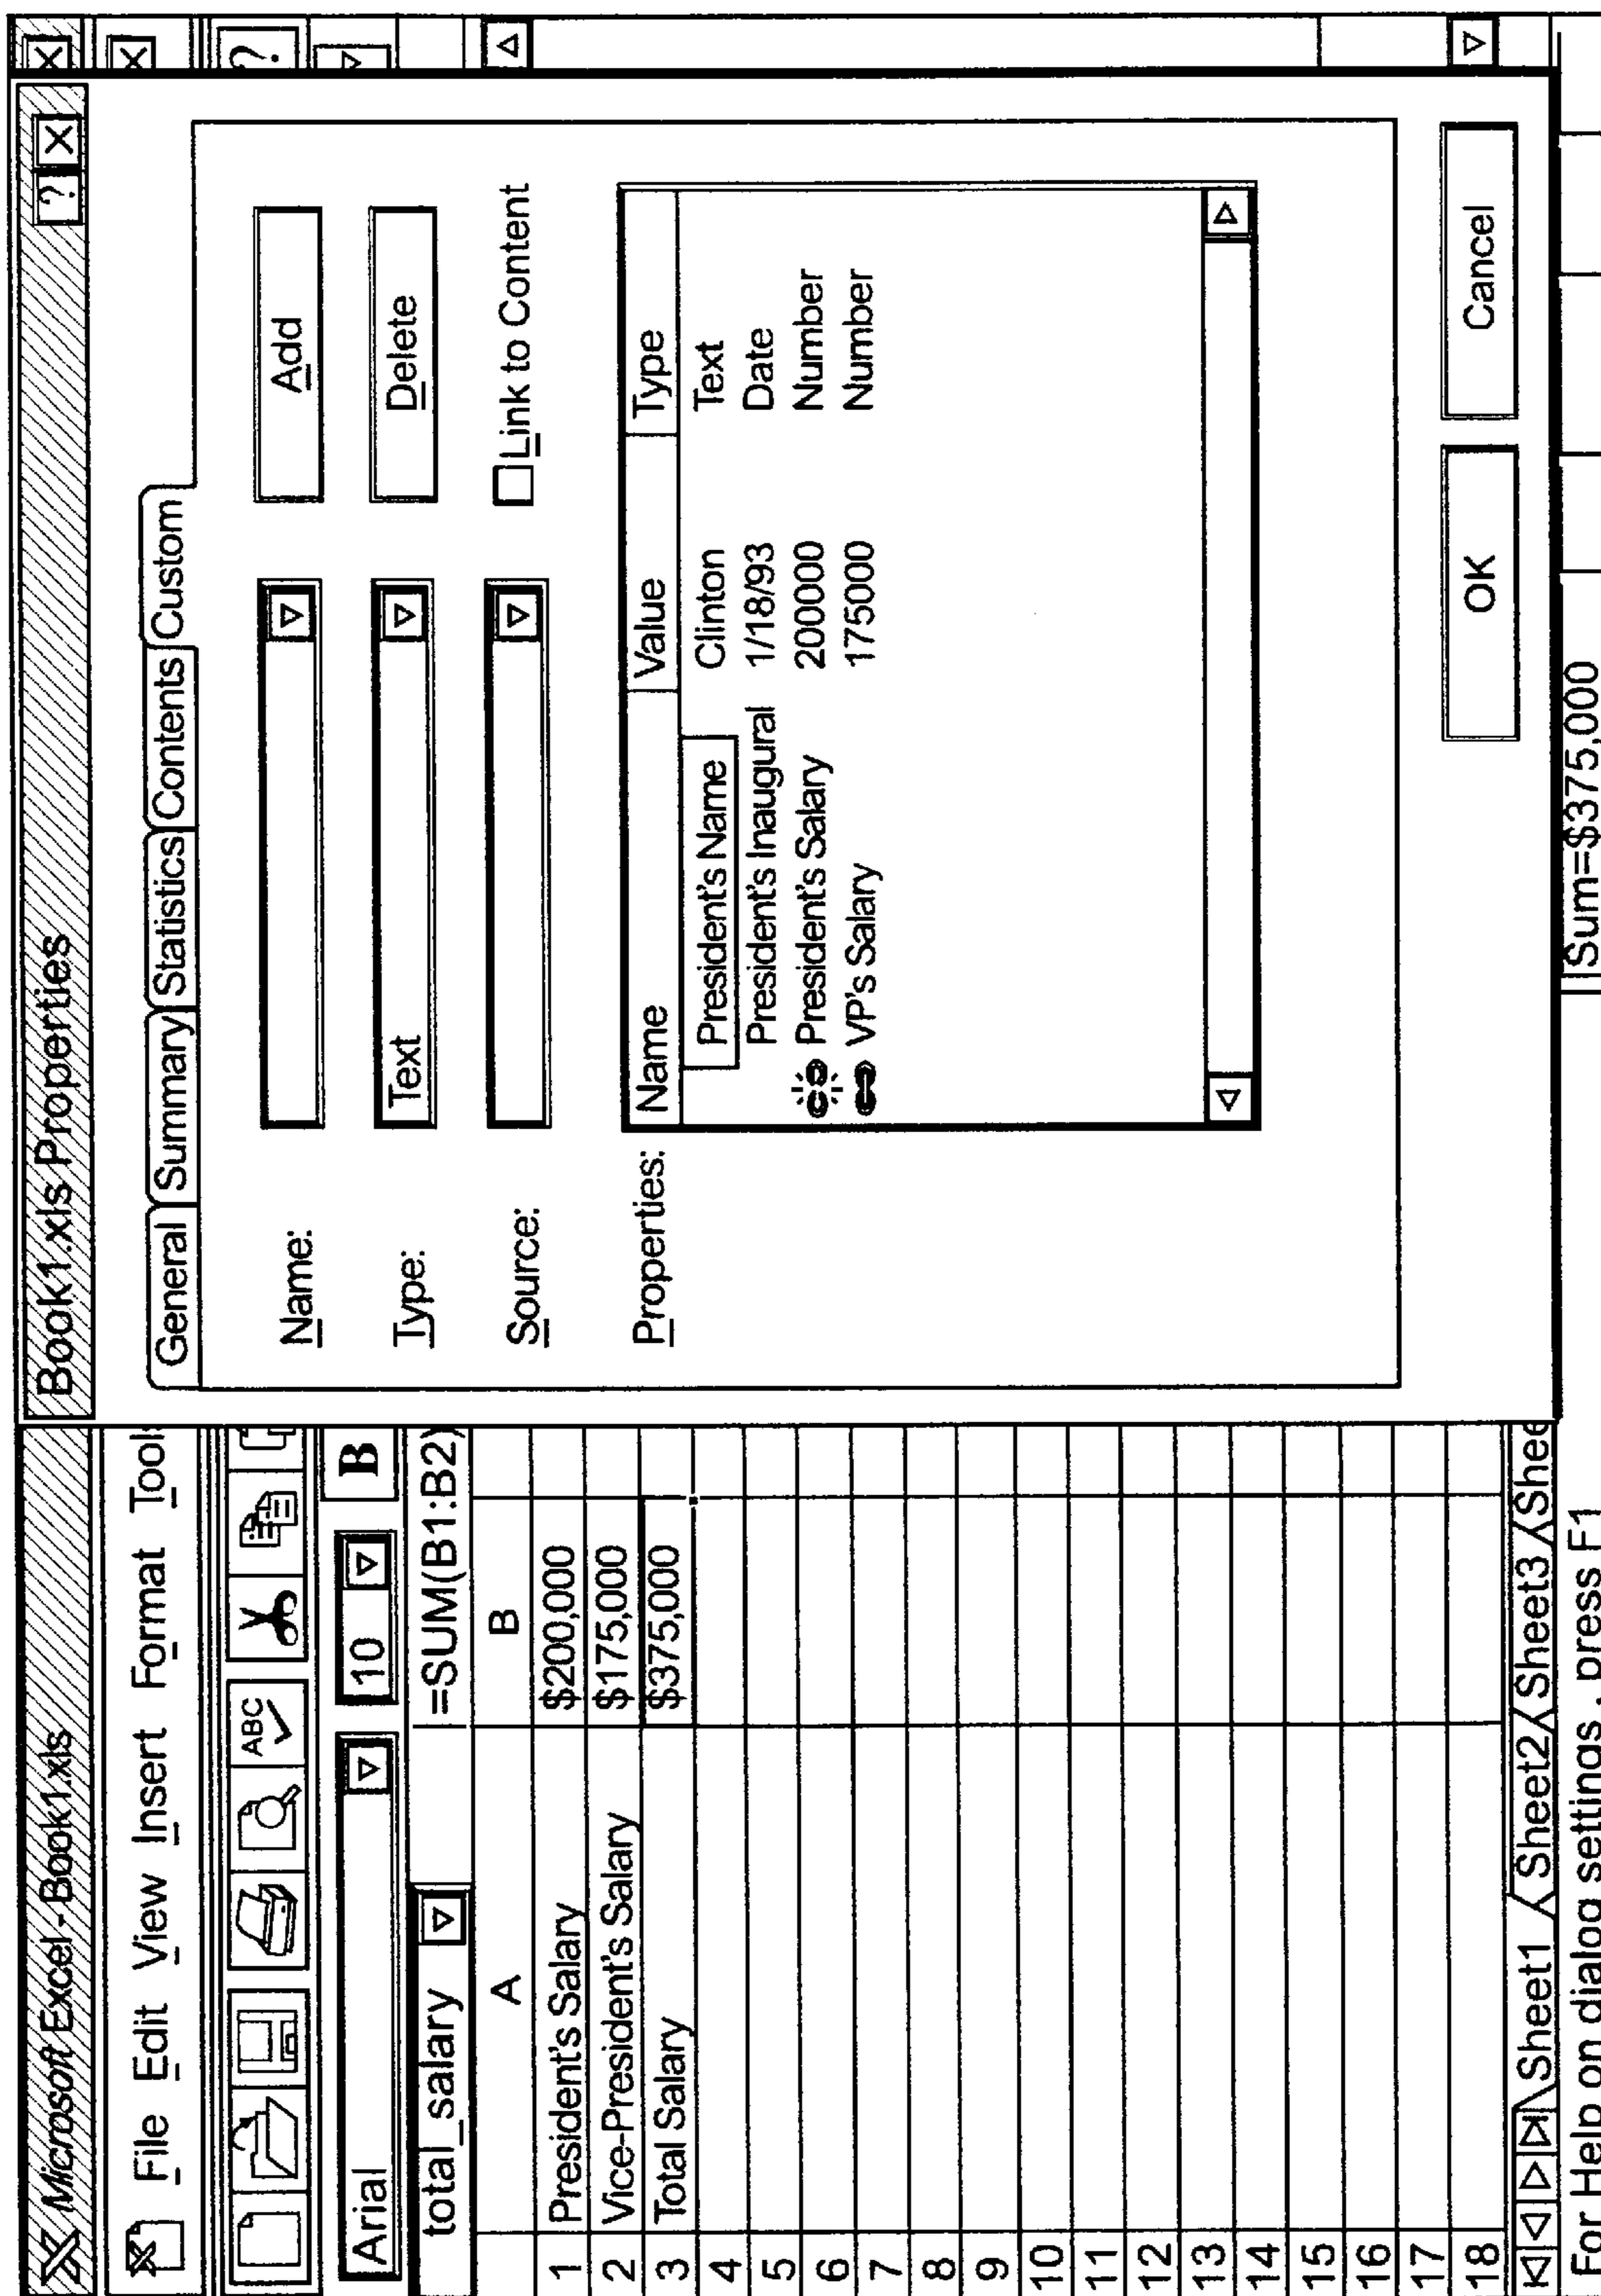 Microsoft Excel - Book1.xls
File Edit View Insert Format Tool
ABC
Arial 10 B
total_salary =SUM(B1:B2)
A B
1 President's Salary $200,000
2 Vice-President's Salary $175,000
3 Total Salary $375,000
4
5
6
7
8
9
10
11
12
13
14
15
16
17
18
Sheet1 Sheet2 Sheet3 Shee
For Help on dialog settings, press F1
Sum=$375,000
Book1.xls Properties ? X
General Summary Statistics Contents Custom
Name: Add
Type: Text Delete
Source: Link to Content
Properties:
Name Value Type
President's Name Clinton Text
President's Inaugural 1/18/93 Date
President's Salary 200000 Number
VP's Salary 175000 Number
OK Cancel
X
X
?